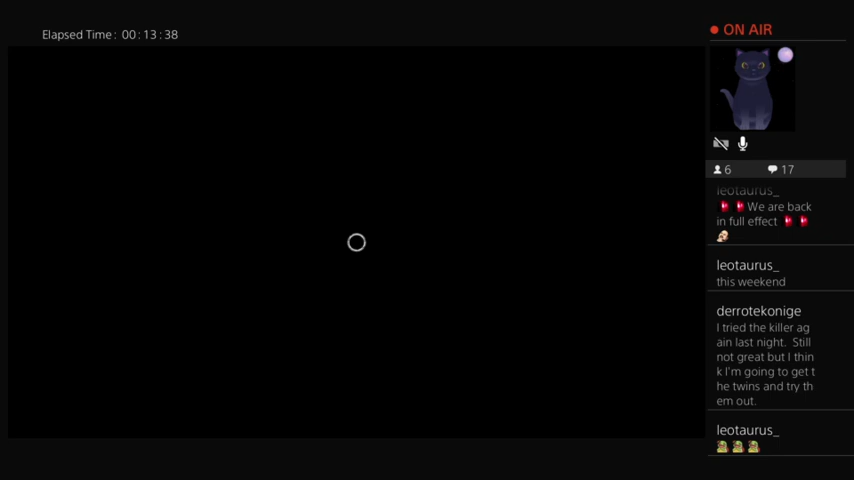 Elapsed Time: 00:13:38
ON AIR
6
17
leotaurus_
We are back
in full effect
leotaurus_
this weekend
derrotekonige
I tried the killer ag
ain last night. Still
not great but I thin
k I'm going to get t
he twins and try th
em out.
leotaurus_